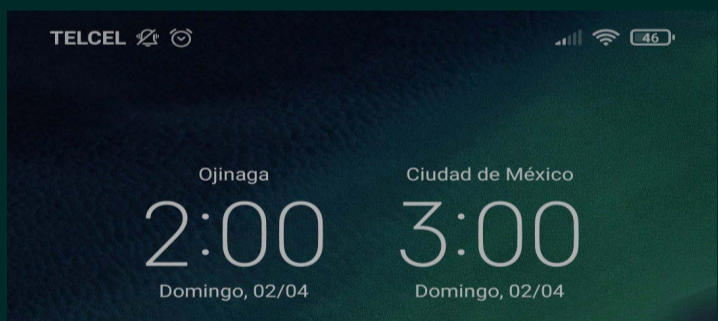 TELCEL 46
Ojinaga Ciudad de México
2:00 3:00
Domingo, 02/04 Domingo, 02/04